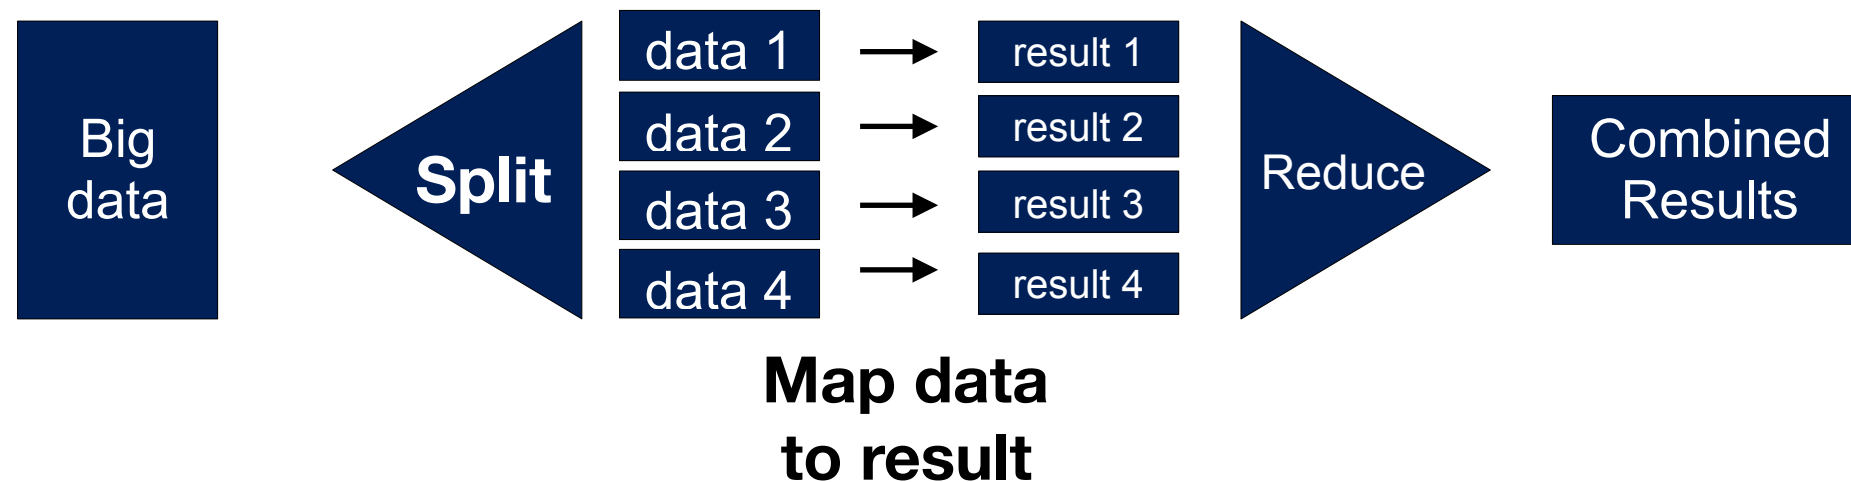 Big
data
Split
data 1
data 2
data 3
data 4
result 1
result 2
result 3
result 4
Reduce
Combined
Results
Map data
to result